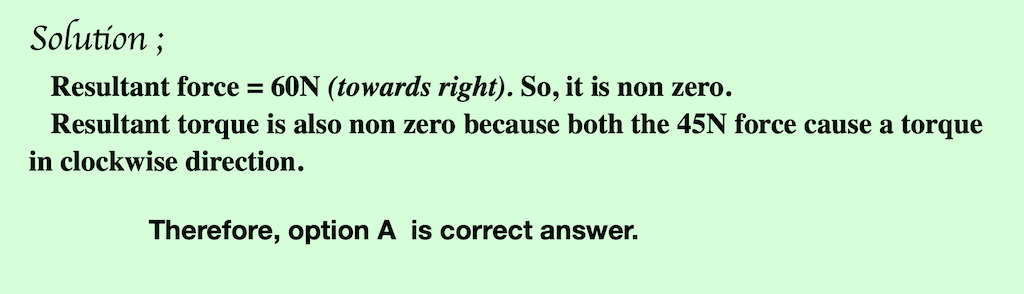 Solution ;
Resultant force = 60N (towards right). So, it is non zero.
Resultant torque is also non zero because both the 45N force cause a torque
in clockwise direction.
Therefore, option A is correct answer.